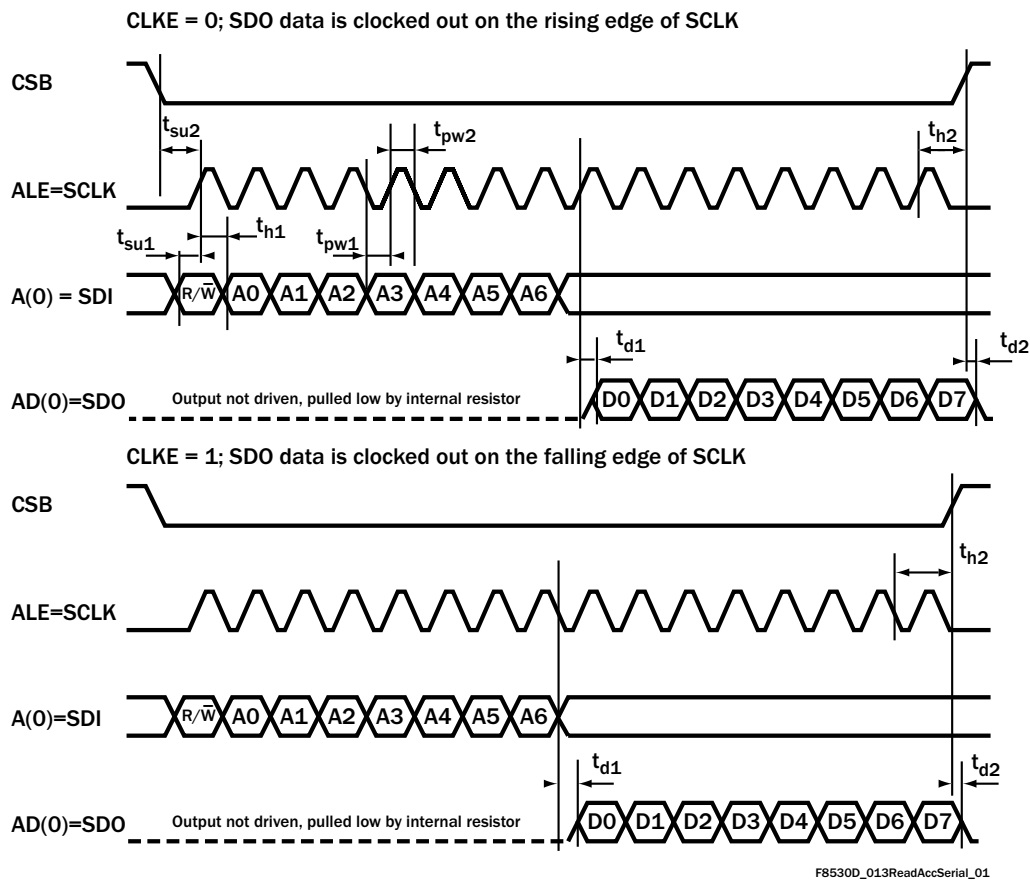 CLKE = 0; SDO data is clocked out on the rising edge of SCLK
CSB
tsu2
tpw2
th2
ALE=SCLK
tsu1
th1
tpw1
A(0) = SDI
R/W̅ A0 A1 A2 A3 A4 A5 A6
td1
td2
AD(0)=SDO
Output not driven, pulled low by internal resistor
D0 D1 D2 D3 D4 D5 D6 D7
CLKE = 1; SDO data is clocked out on the falling edge of SCLK
CSB
th2
ALE=SCLK
A(0)=SDI
R/W̅ A0 A1 A2 A3 A4 A5 A6
td1
td2
AD(0)=SDO
Output not driven, pulled low by internal resistor
D0 D1 D2 D3 D4 D5 D6 D7
F8530D_013ReadAccSerial_01